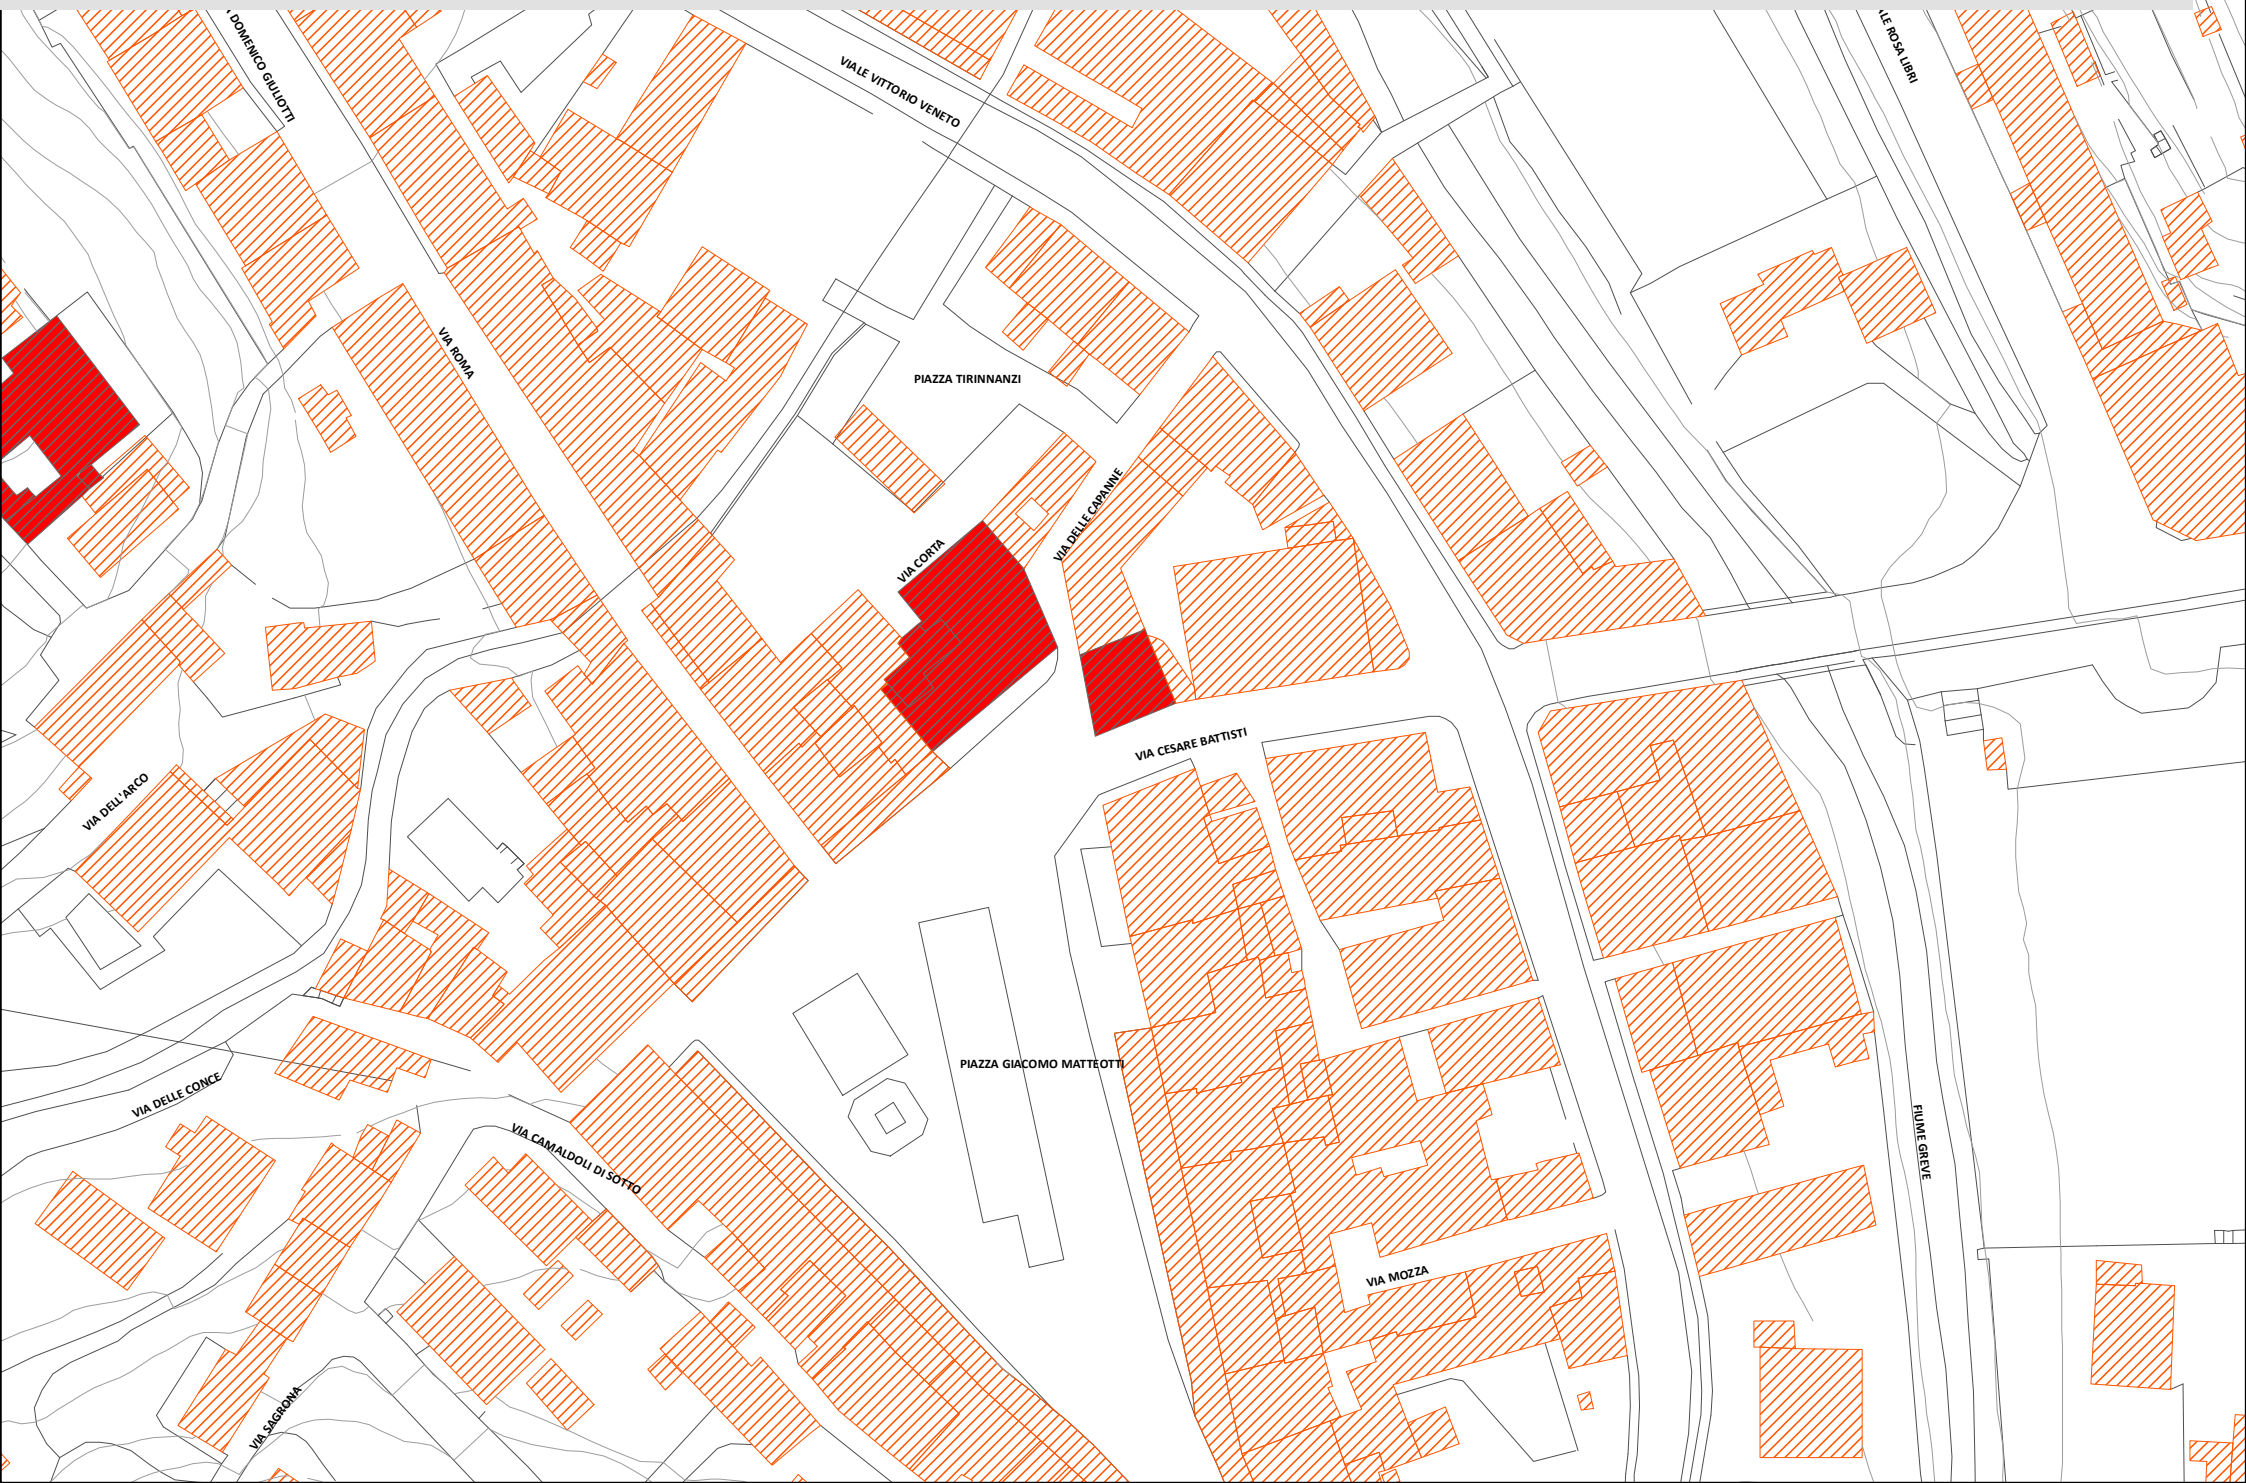 DOMENICO GIULIOTTI
VIALE VITTORIO VENETO
LE ROSA LIBRI
VIA ROMA
PIAZZA TIRINNANZI
VIA DELLE CAPANNE
VIA CORTA
VIA CESARE BATTISTI
VIA DELL'ARCO
PIAZZA GIACOMO MATTEOTTI
VIA DELLE CONCE
VIA CAMALDOLI DI SOTTO
FIUME GREVE
VIA MOZZA
VIA SAGRONA